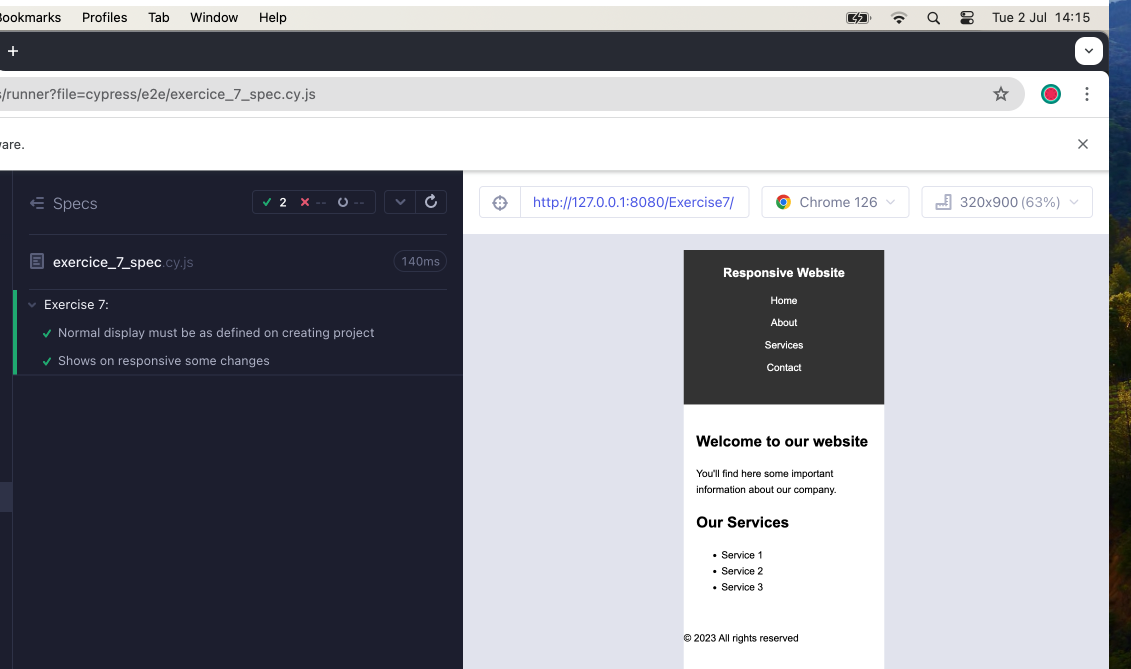 Bookmarks Profiles Tab Window Help Tue 2 Jul 14:15
/runner?file=cypress/e2e/exercice_7_spec.cy.js
Specs 2 -- --
exercice_7_spec.cy.js 140ms
Exercise 7:
Normal display must be as defined on creating project
Shows on responsive some changes
http://127.0.0.1:8080/Exercise7/ Chrome 126 320x900 (63%)
Responsive Website
Home
About
Services
Contact
Welcome to our website
You'll find here some important
information about our company.
Our Services
• Service 1
• Service 2
• Service 3
© 2023 All rights reserved